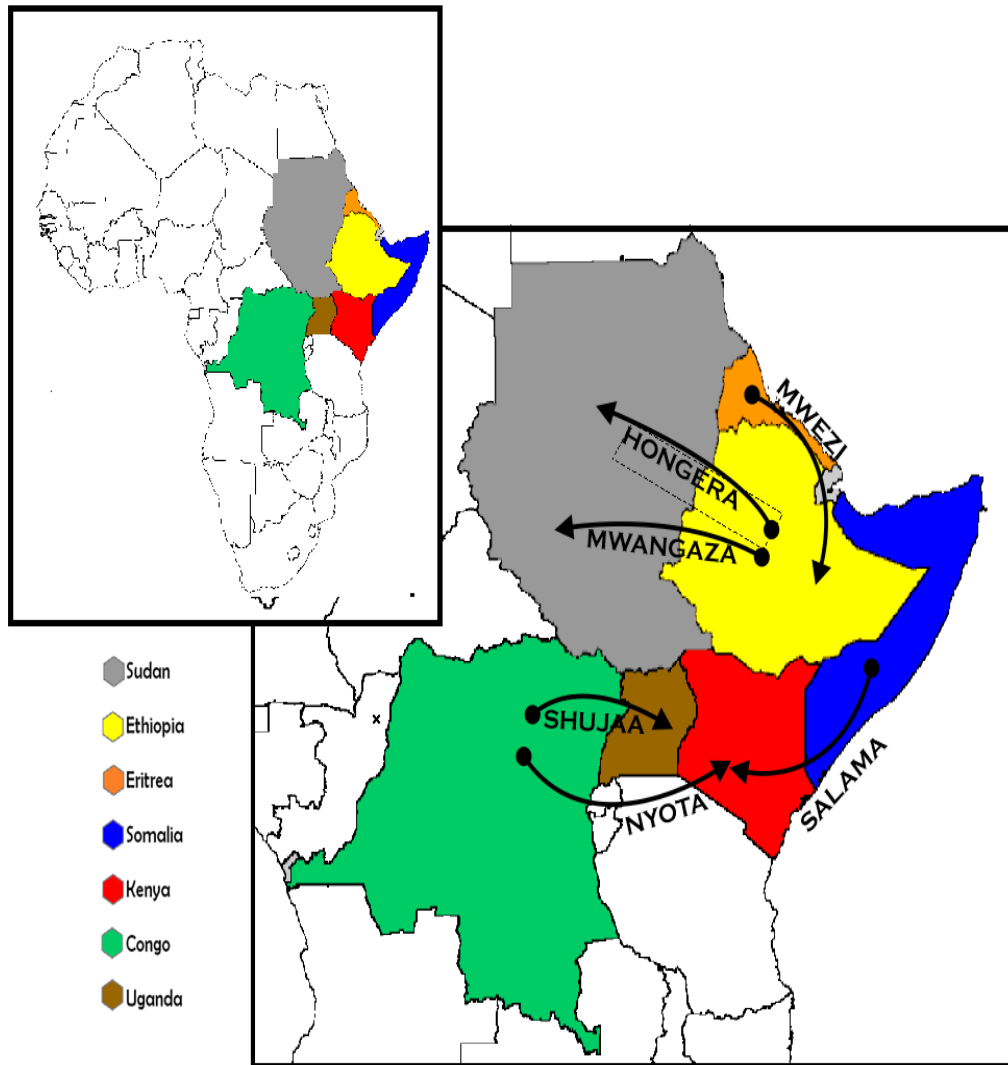 MWEZI
HONGERA
MWANGAZA
Sudan
Ethiopia
Eritrea
Somalia
Kenya
Congo
Uganda
x
SHUJAA
NYOTA
SALAMA